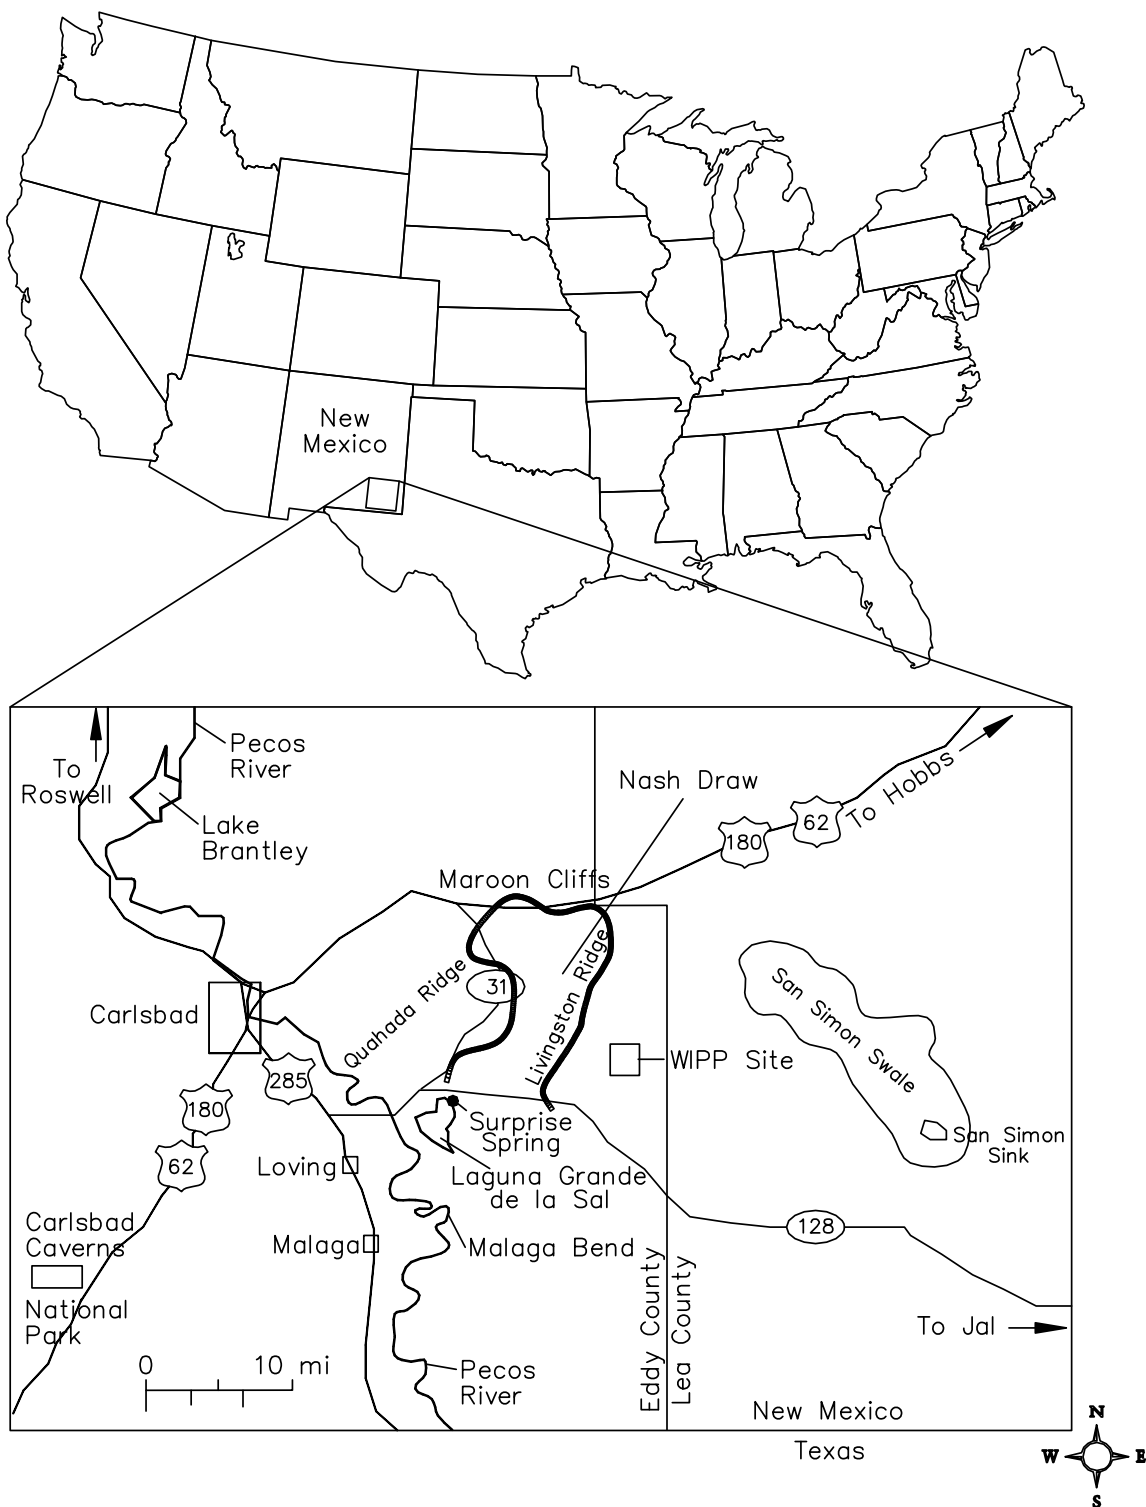 New
Mexico
Pecos
River
To
Roswell
Nash Draw
Lake
Brantley
To Hobbs
62
180
Maroon Cliffs
Quahada Ridge
31
Livingston Ridge
San Simon Swale
Carlsbad
WIPP Site
285
180
Surprise
Spring
San Simon
Sink
62
Loving
Laguna Grande
de la Sal
Carlsbad
Caverns
128
Malaga
Malaga Bend
National
Park
Eddy County
Lea County
To Jal
0
10 mi
Pecos
River
New Mexico
Texas
N
W
E
S